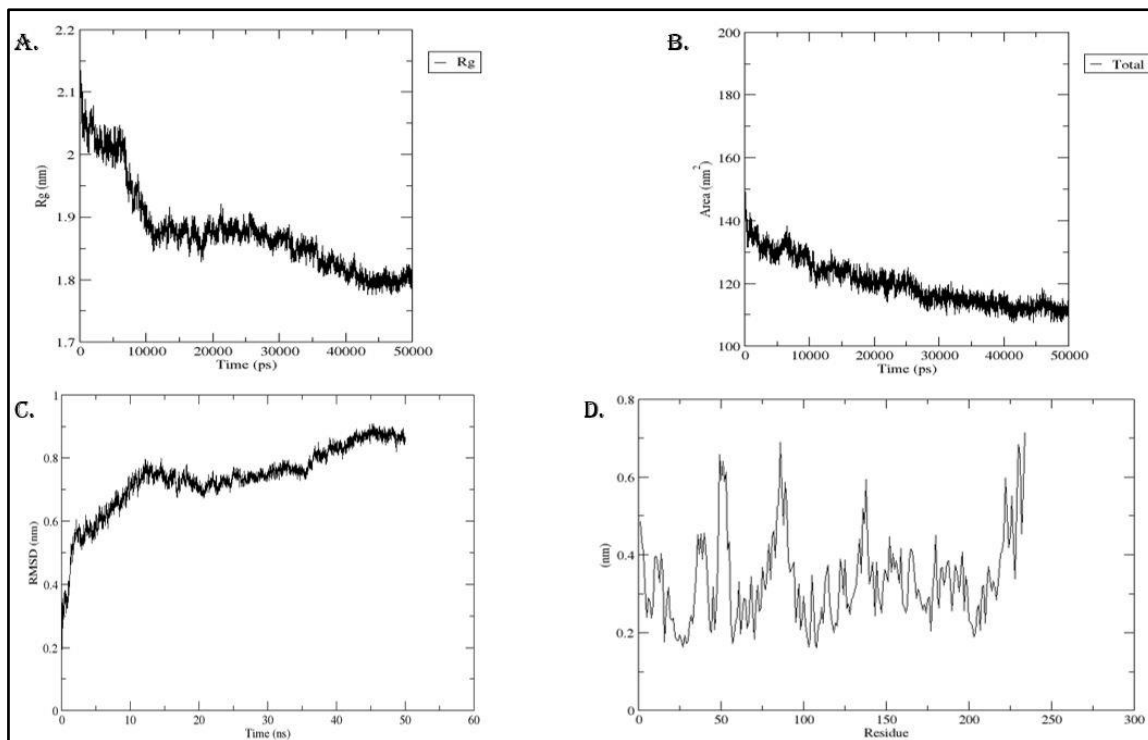 A.
2.2
2.1
2
1.9
1.8
1.7
Rg (nm)
0 10000 20000 30000 40000 50000
Time (ps)
Rg
B.
200
180
160
140
120
100
Area (nm2)
0 10000 20000 30000 40000 50000
Time (ps)
Total
C.
1
0.8
0.6
0.4
0.2
0
RMSD (nm)
0 10 20 30 40 50 60
Time (ns)
D.
0.8
0.6
0.4
0.2
0
(nm)
0 50 100 150 200 250 300
Residue